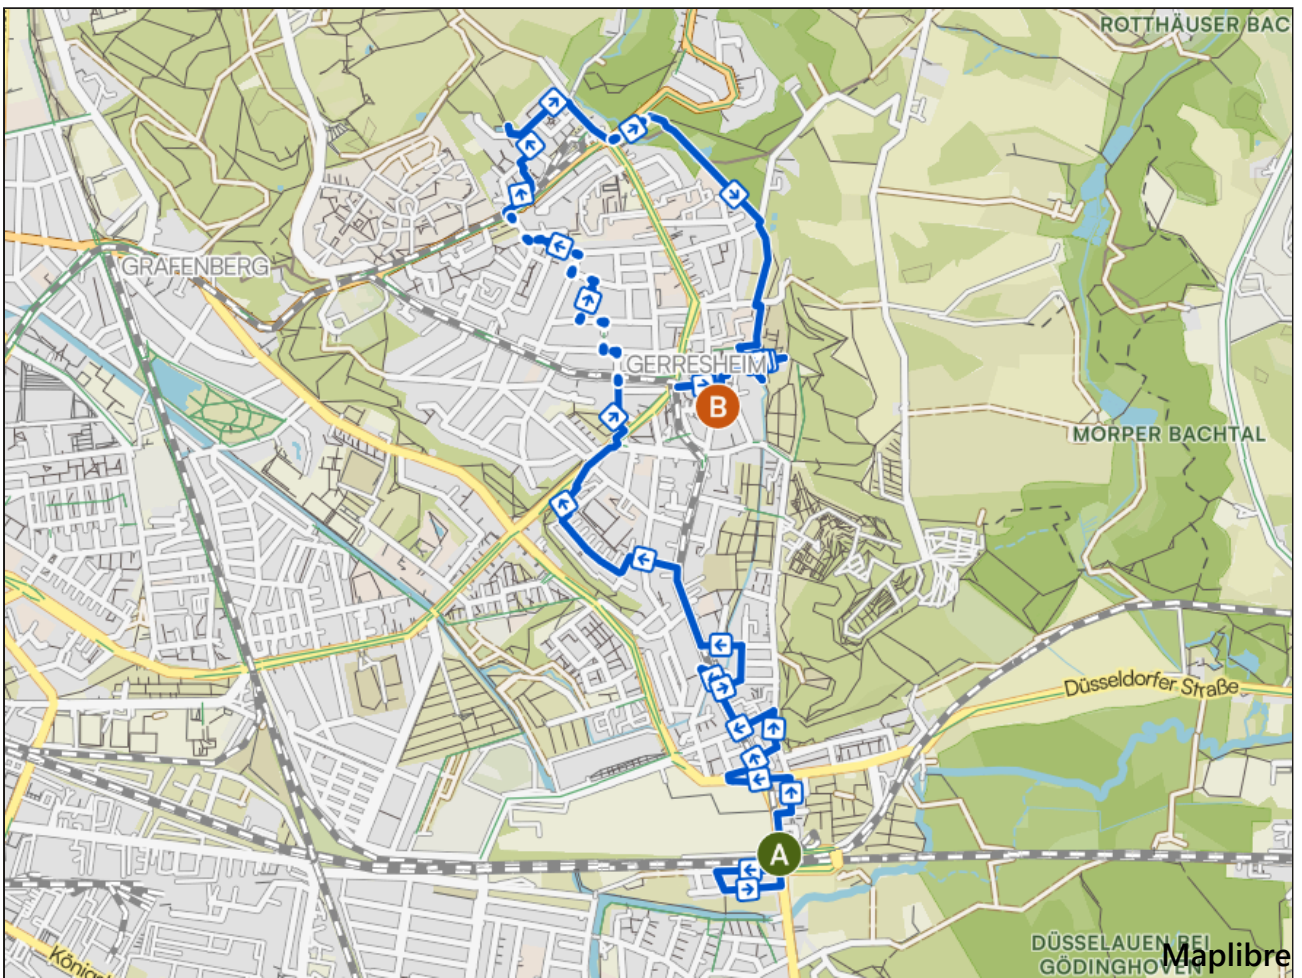 ROTTHÄUSER BAC
GRAFENBERG
GERRESHEIM
B
MORPER BACHTAL
Düsseldorfer Straße
A
DÜSSELAUEN BEI
GÖDINGHOVEN
Maplibre